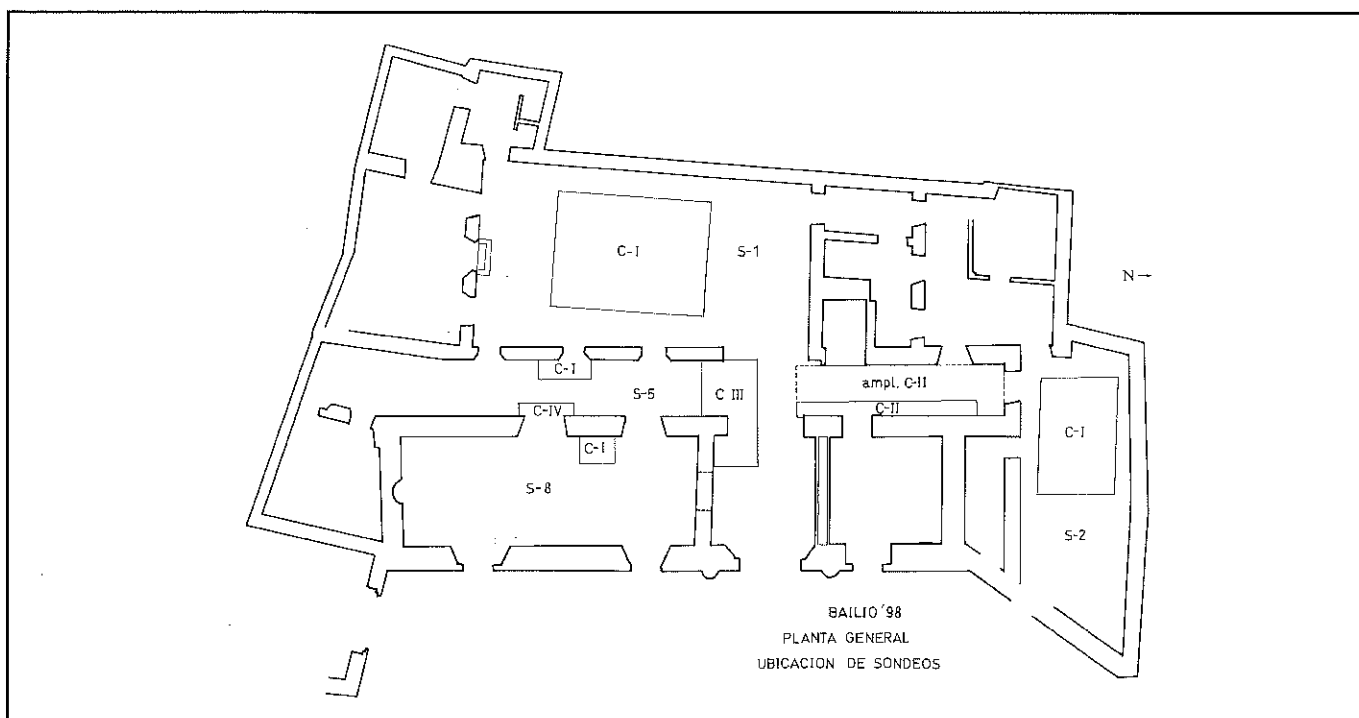 C-I
S-1
N→
C-I
S-5
C III
ampl. C-II
C-II
C-IV
C-I
C-I
S-8
S-2
BAILIO'98
PLANTA GENERAL
UBICACION DE SONDEOS